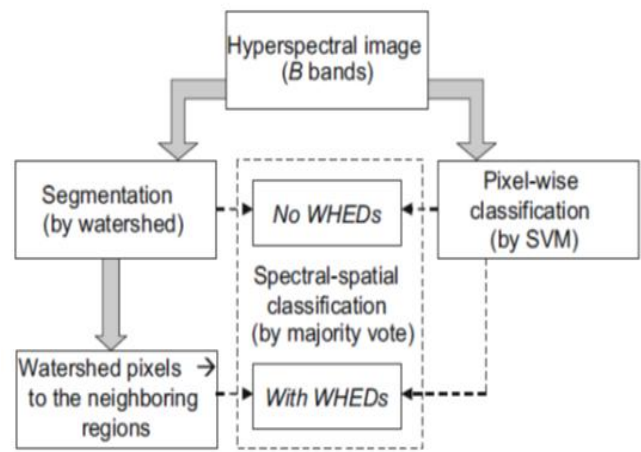 Hyperspectral image
(B bands)
Segmentation
(by watershed)
No WHEDs
Pixel-wise
classification
(by SVM)
Spectral-spatial
classification
(by majority vote)
Watershed pixels →
to the neighboring
regions
With WHEDs